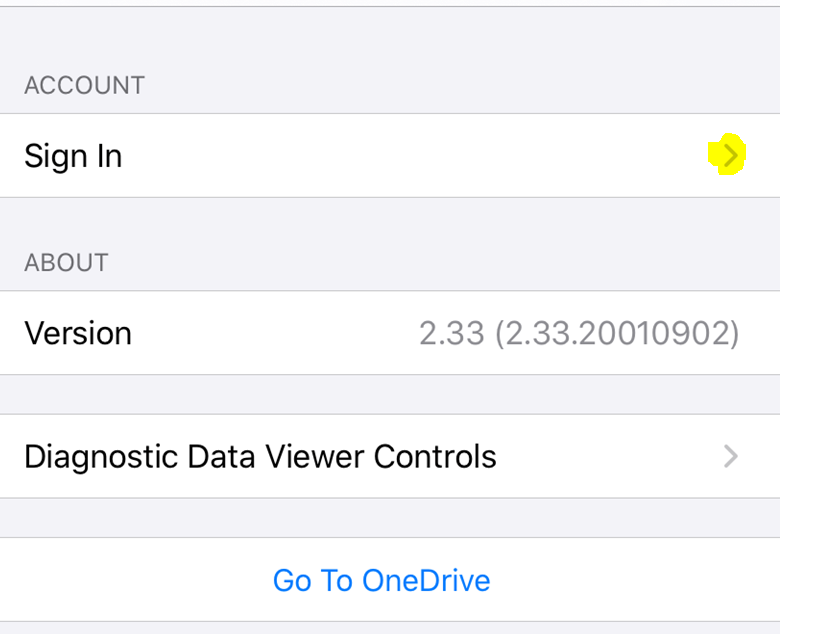 ACCOUNT
Sign In
ABOUT
Version 2.33 (2.33.20010902)
Diagnostic Data Viewer Controls
Go To OneDrive